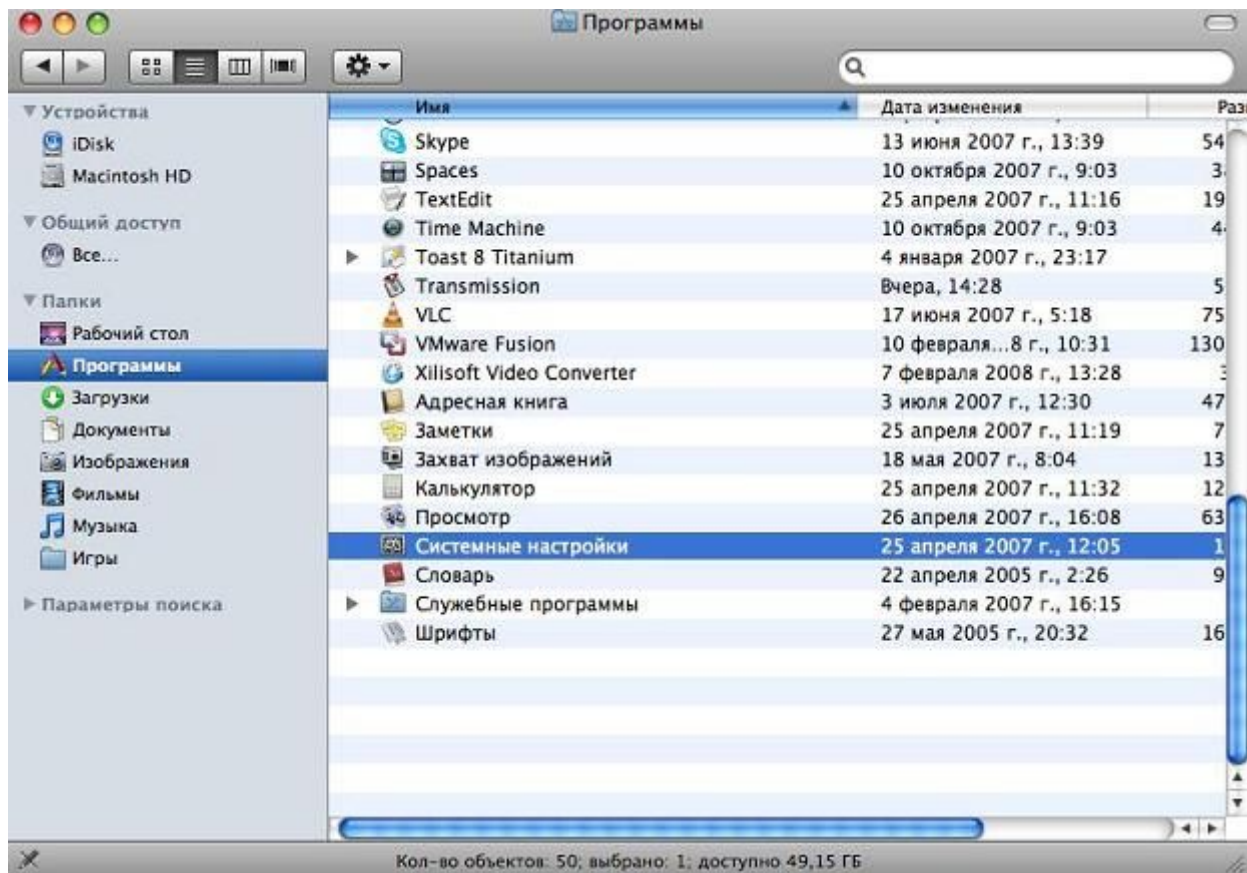 Программы
Устройства
iDisk
Macintosh HD
Общий доступ
Все...
Папки
Рабочий стол
Программы
Загрузки
Документы
Изображения
Фильмы
Музыка
Игры
Параметры поиска
Имя Дата изменения Раз
Skype 13 июня 2007 г., 13:39 54
Spaces 10 октября 2007 г., 9:03 3
TextEdit 25 апреля 2007 г., 11:16 19
Time Machine 10 октября 2007 г., 9:03 4
Toast 8 Titanium 4 января 2007 г., 23:17
Transmission Вчера, 14:28 5
VLC 17 июня 2007 г., 5:18 75
VMware Fusion 10 февраля...8 г., 10:31 130
Xilisoft Video Converter 7 февраля 2008 г., 13:28
Адресная книга 3 июля 2007 г., 12:30 47
Заметки 25 апреля 2007 г., 11:19 7
Захват изображений 18 мая 2007 г., 8:04 13
Калькулятор 25 апреля 2007 г., 11:32 12
Просмотр 26 апреля 2007 г., 16:08 63
Системные настройки 25 апреля 2007 г., 12:05 1
Словарь 22 апреля 2005 г., 2:26 9
Служебные программы 4 февраля 2007 г., 16:15
Шрифты 27 мая 2005 г., 20:32 16
Кол-во объектов: 50; выбрано: 1; доступно 49,15 ГБ